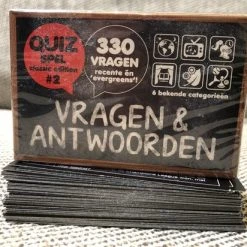 QUIZ
SPEL
classic edition
#2
330
VRAGEN
recente én
'evergreens'!
6 bekende categorieën
VRAGEN &
ANTWOORDEN